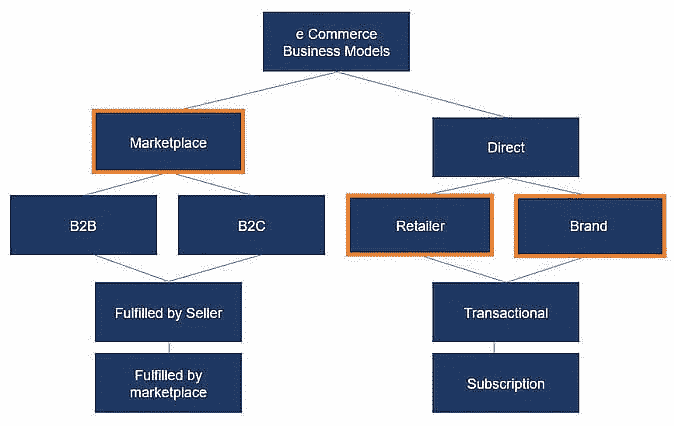 e Commerce
Business Models
Marketplace
Direct
B2B
B2C
Retailer
Brand
Fulfilled by Seller
Transactional
Fulfilled by
marketplace
Subscription